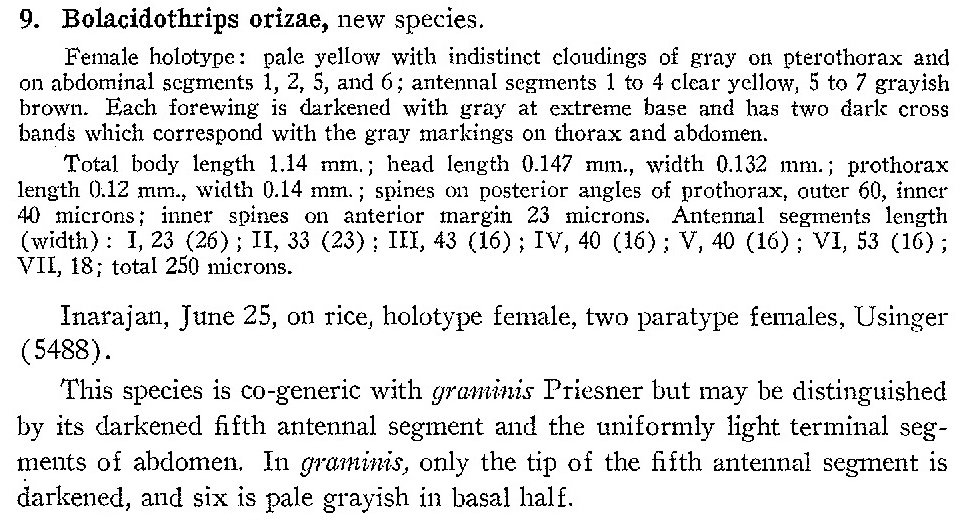 9. Bolacidothrips orizae, new species.
Female holotype: pale yellow with indistinct cloudings of gray on pterothorax and
on abdominal segments 1, 2, 5, and 6; antennal segments 1 to 4 clear yellow, 5 to 7 grayish
brown. Each forewing is darkened with gray at extreme base and has two dark cross
bands which correspond with the gray markings on thorax and abdomen.
Total body length 1.14 mm.; head length 0.147 mm., width 0.132 mm.; prothorax
length 0.12 mm., width 0.14 mm.; spines on posterior angles of prothorax, outer 60, inner
40 microns; inner spines on anterior margin 23 microns. Antennal segments length
(width): I, 23 (26); II, 33 (23); III, 43 (16); IV, 40 (16); V, 40 (16); VI, 53 (16);
VII, 18; total 250 microns.
Inarajan, June 25, on rice, holotype female, two paratype females, Usinger
(5488).
This species is co-generic with graminis Priesner but may be distinguished
by its darkened fifth antennal segment and the uniformly light terminal seg-
ments of abdomen. In graminis, only the tip of the fifth antennal segment is
darkened, and six is pale grayish in basal half.